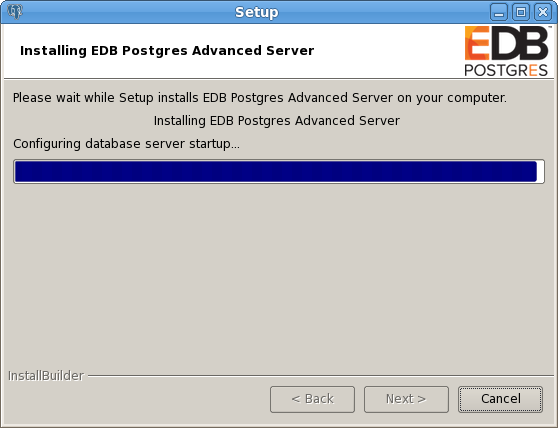 Setup
Installing EDB Postgres Advanced Server
EDB™
POSTGRES
Please wait while Setup installs EDB Postgres Advanced Server on your computer.
Installing EDB Postgres Advanced Server
Configuring database server startup...
InstallBuilder
< Back
Next >
Cancel